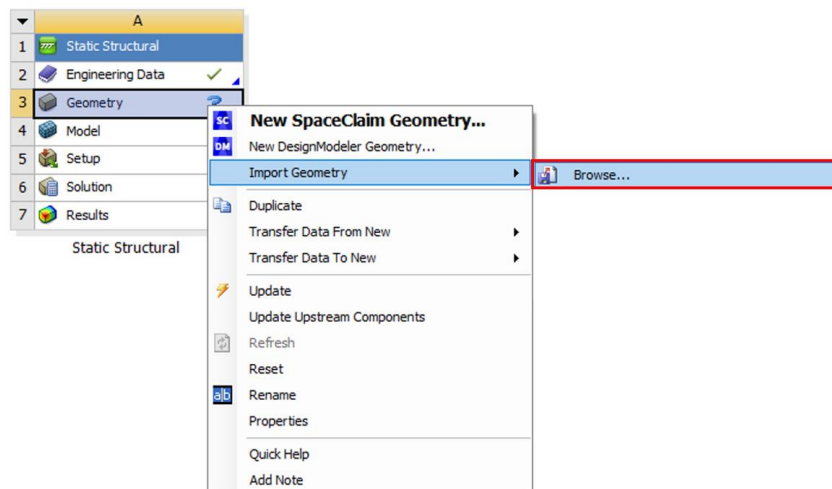 A
1 Static Structural
2 Engineering Data
3 Geometry
4 Model
5 Setup
6 Solution
7 Results
Static Structural
SC New SpaceClaim Geometry...
DM New DesignModeler Geometry...
Import Geometry
Browse...
Duplicate
Transfer Data From New
Transfer Data To New
Update
Update Upstream Components
Refresh
Reset
a|b Rename
Properties
Quick Help
Add Note